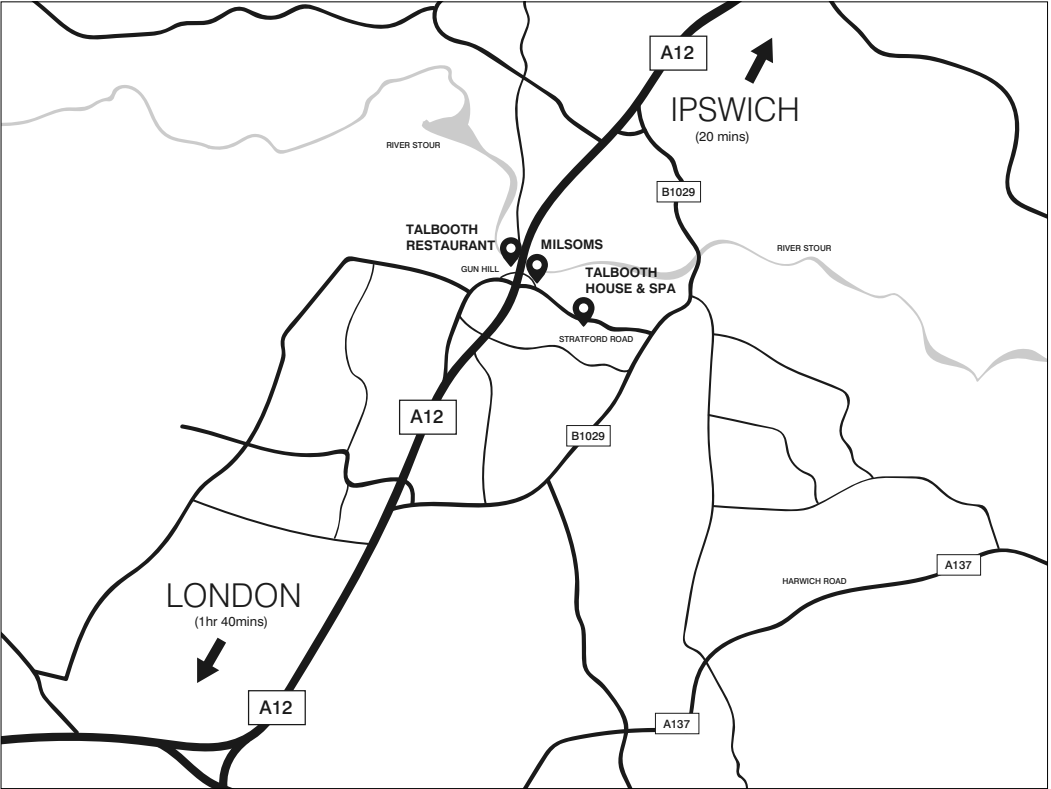 A12
IPSWICH
(20 mins)
RIVER STOUR
B1029
TALBOOTH
RESTAURANT
MILSOMS
RIVER STOUR
GUN HILL
TALBOOTH
HOUSE & SPA
STRATFORD ROAD
A12
B1029
A137
HARWICH ROAD
LONDON
(1hr 40mins)
A12
A137